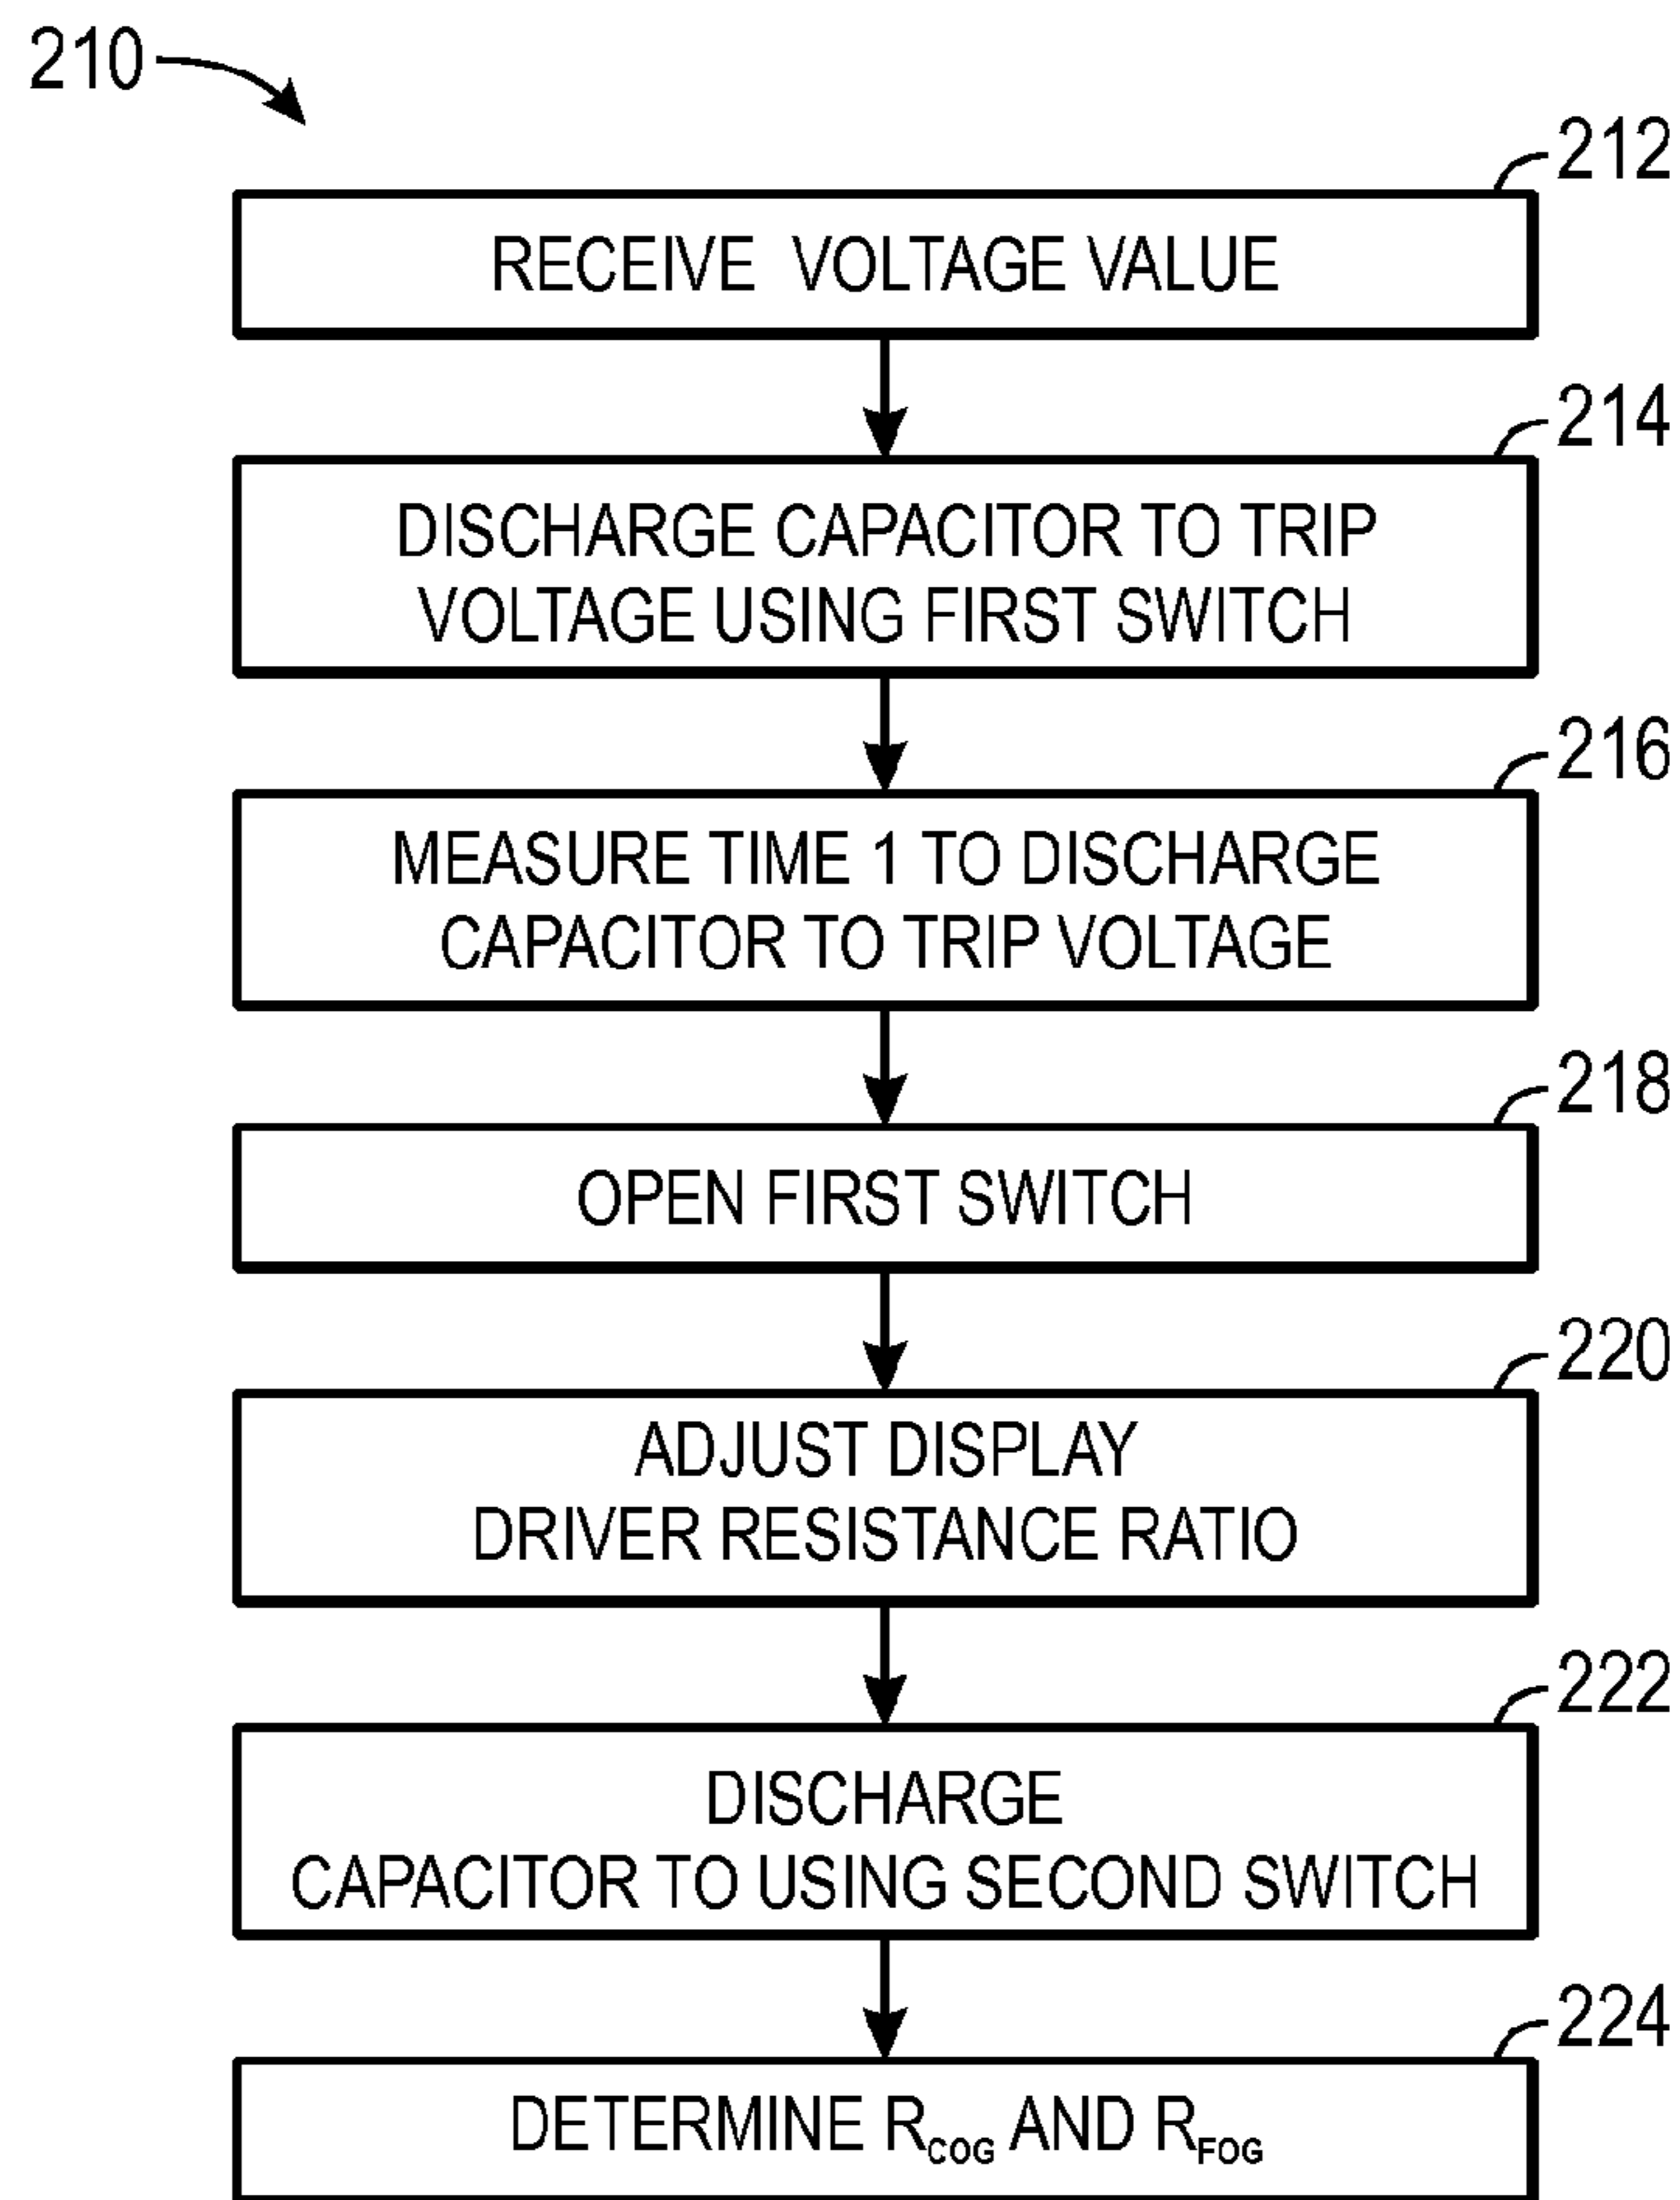 210
212
RECEIVE VOLTAGE VALUE
214
DISCHARGE CAPACITOR TO TRIP
VOLTAGE USING FIRST SWITCH
216
MEASURE TIME 1 TO DISCHARGE
CAPACITOR TO TRIP VOLTAGE
218
OPEN FIRST SWITCH
220
ADJUST DISPLAY
DRIVER RESISTANCE RATIO
222
DISCHARGE
CAPACITOR TO USING SECOND SWITCH
224
DETERMINE RCOG AND RFOG